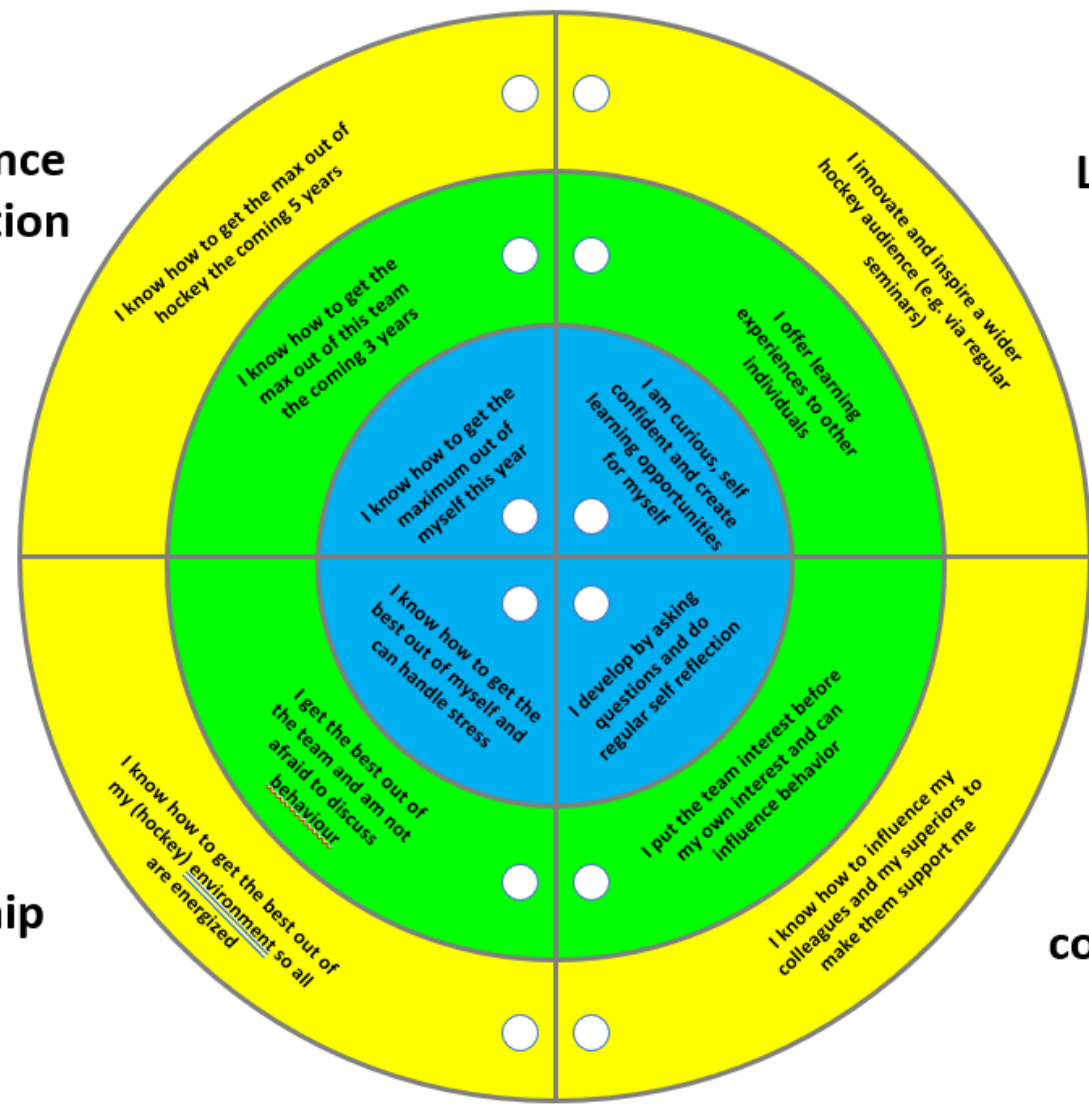 nce
tion
I know how to get the max out of
hockey the coming 5 years
I know how to get the
max out of this team
the coming 3 years
I know how to get the
maximum out of
myself this year
L
I innovate and inspire a wider
hockey audience (e.g. via regular
seminars)
I offer learning
experiences to other
individuals
I am curious, self
confident and create
learning opportunities
for myself
I know how to get the
best out of myself and
can handle stress
I get the best out of
the team and am not
afraid to discuss
behaviour
I know how to get the best out of
my (hockey) environment so all
are energized
ip
I develop by asking
questions and do
regular self reflection
I put the team interest before
my own interest and can
influence behavior
I know how to influence my
colleagues and my superiors to
make them support me
co